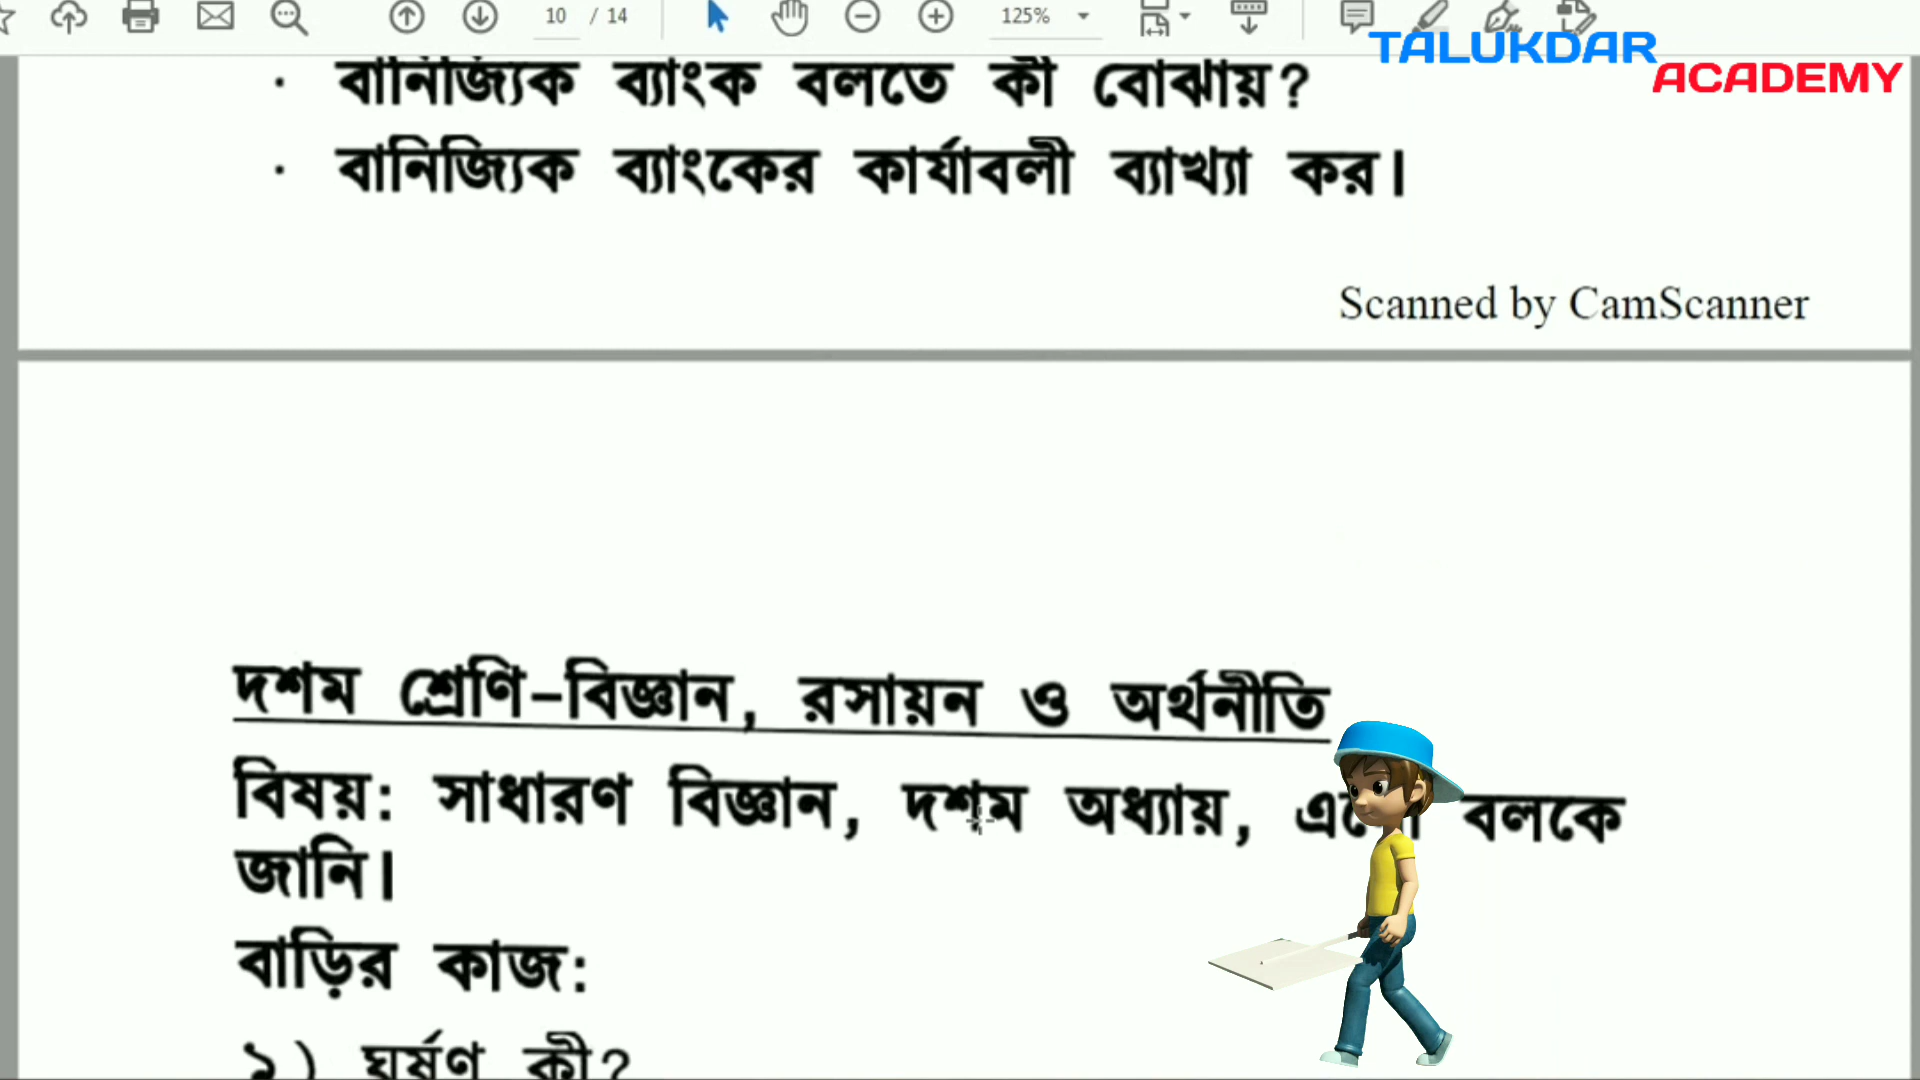 10 / 14
125%
TALUKDAR
ACADEMY
· বানিজ্যিক ব্যাংক বলতে কী বোঝায়?
· বানিজ্যিক ব্যাংকের কার্যাবলী ব্যাখ্যা কর।
Scanned by CamScanner
দশম শ্রেণি-বিজ্ঞান, রসায়ন ও অর্থনীতি
বিষয়: সাধারণ বিজ্ঞান, দশম অধ্যায়, বলকে
জানি।
বাড়ির কাজ:
১) ঘর্ষণ কী?